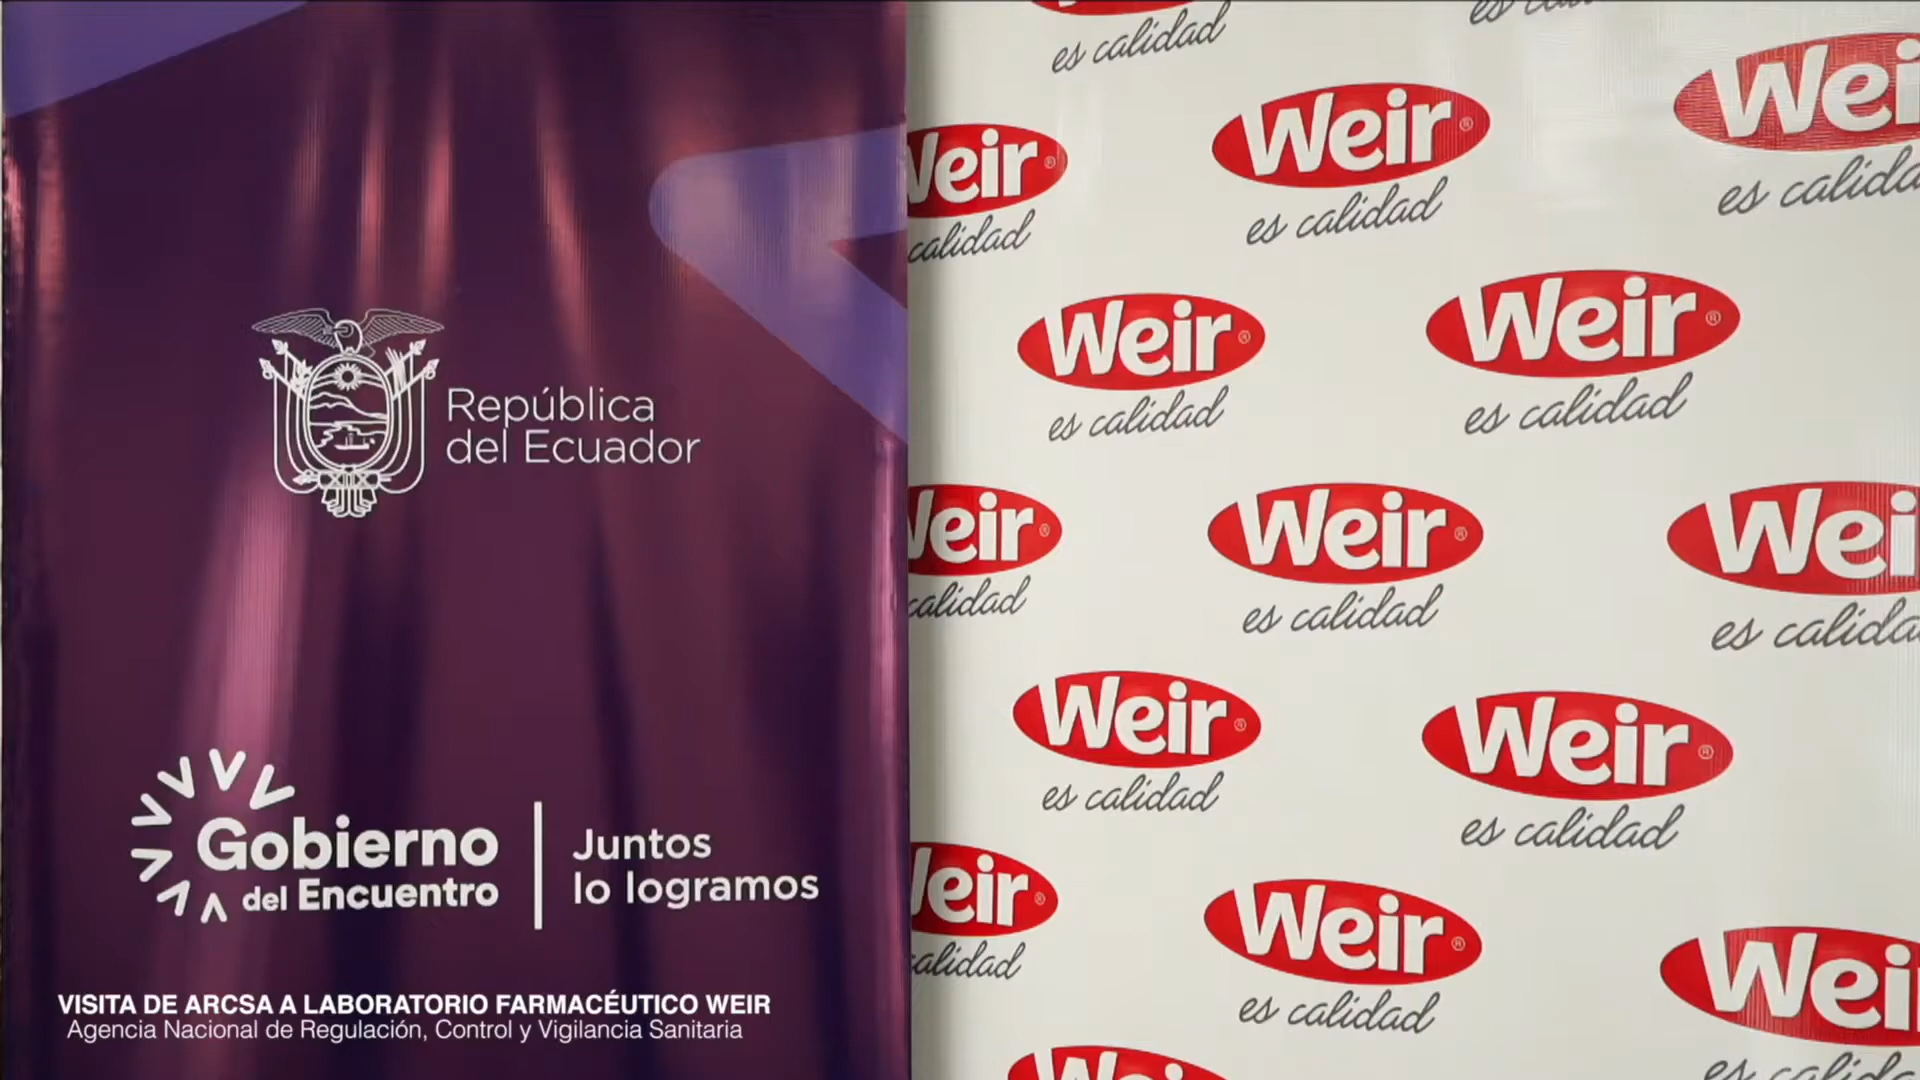 República
del Ecuador
Gobierno
del Encuentro
Juntos
lo logramos
VISITA DE ARCSA A LABORATORIO FARMACÉUTICO WEIR
Agencia Nacional de Regulación, Control y Vigilancia Sanitaria
es calidad
Weir®
es calidad
Weir®
es calidad
Weir®
es calidad
Weir®
es calidad
Weir®
es calidad
Weir®
es calidad
Weir®
es calidad